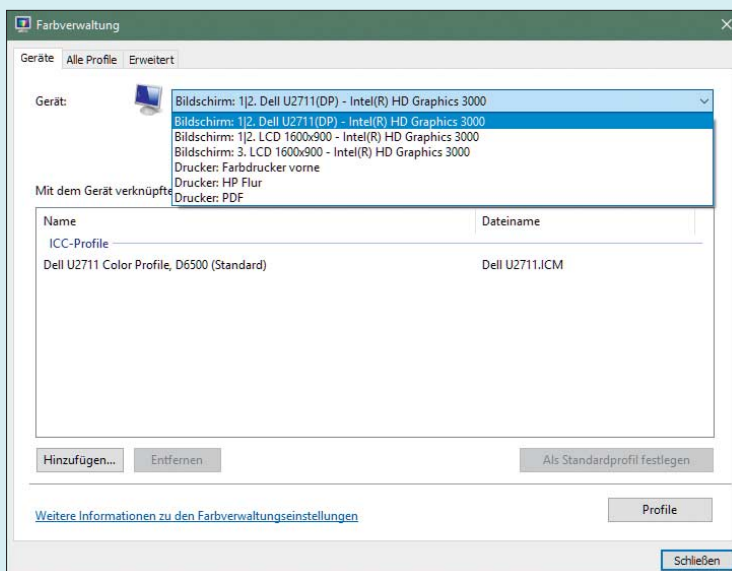 Farbverwaltung
Geräte Alle Profile Erweitert
Gerät: Bildschirm: 1|2. Dell U2711(DP) - Intel(R) HD Graphics 3000
Bildschirm: 1|2. Dell U2711(DP) - Intel(R) HD Graphics 3000
Bildschirm: 1|2. LCD 1600x900 - Intel(R) HD Graphics 3000
Bildschirm: 3. LCD 1600x900 - Intel(R) HD Graphics 3000
Drucker: Farbdrucker vorne
Drucker: HP Flur
Drucker: PDF
Mit dem Gerät verknüpfte
Name Dateiname
ICC-Profile
Dell U2711 Color Profile, D6500 (Standard) Dell U2711.ICM
Hinzufügen... Entfernen Als Standardprofil festlegen
Weitere Informationen zu den Farbverwaltungseinstellungen Profile
Schließen